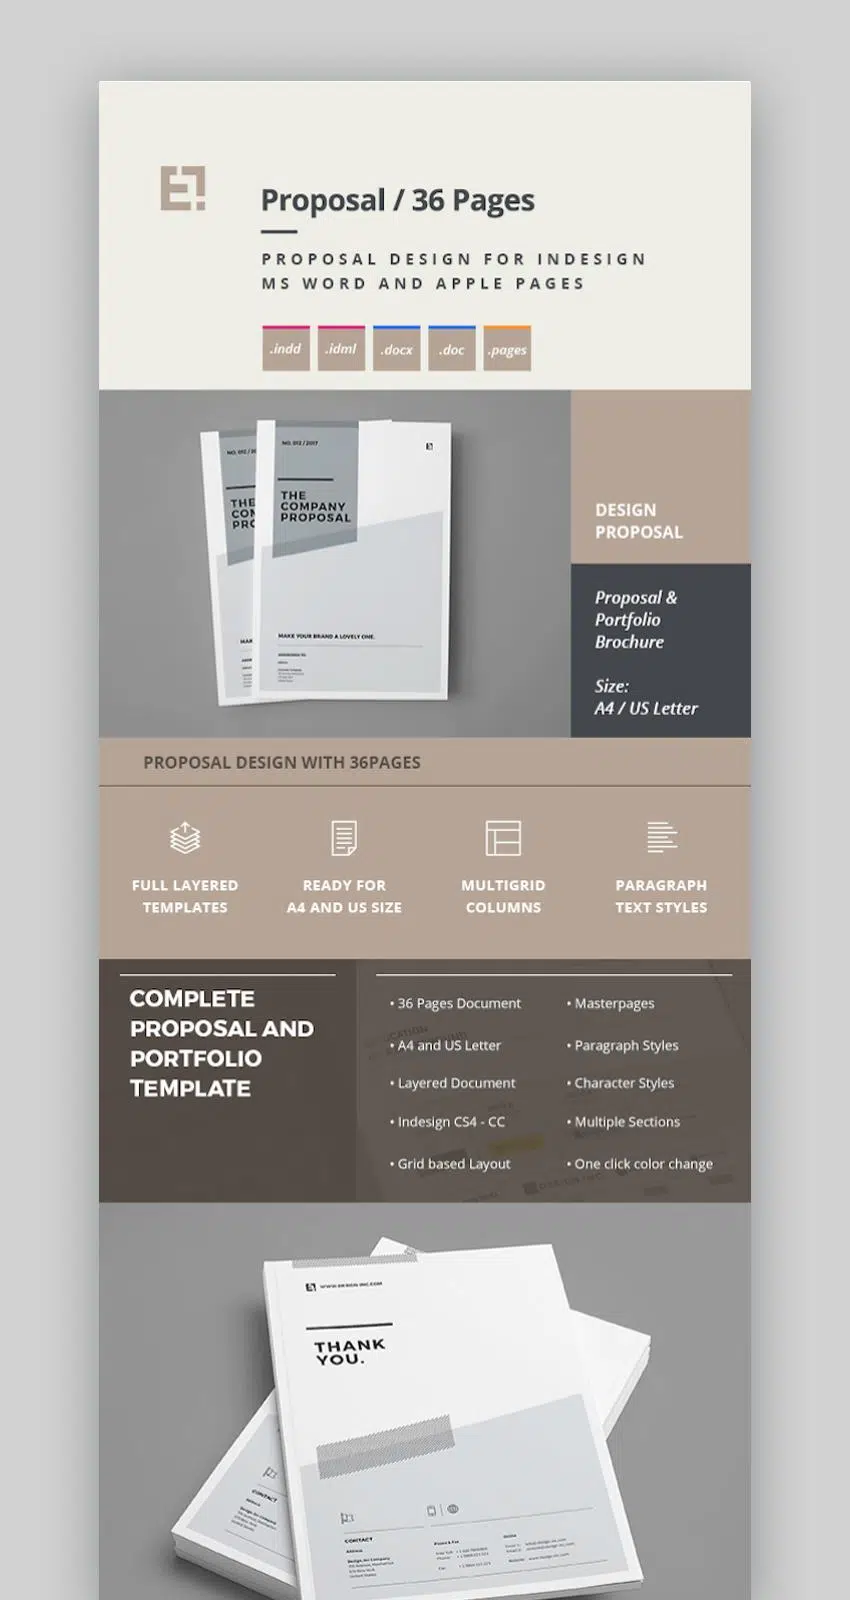 Proposal / 36 Pages
PROPOSAL DESIGN FOR INDESIGN
MS WORD AND APPLE PAGES
.indd .idml .docx .doc .pages
NO. 012 / 2017
THE
COMPANY
PROPOSAL
MAKE YOUR BRAND A LOVELY ONE.
DESIGN
PROPOSAL
Proposal &
Portfolio
Brochure
Size:
A4 / US Letter
PROPOSAL DESIGN WITH 36PAGES
FULL LAYERED
TEMPLATES
READY FOR
A4 AND US SIZE
MULTIGRID
COLUMNS
PARAGRAPH
TEXT STYLES
COMPLETE
PROPOSAL AND
PORTFOLIO
TEMPLATE
• 36 Pages Document
• A4 and US Letter
• Layered Document
• Indesign CS4 - CC
• Grid based Layout
• Masterpages
• Paragraph Styles
• Character Styles
• Multiple Sections
• One click color change
WWW.DESIGN-INC.COM
THANK
YOU.
CONTACT